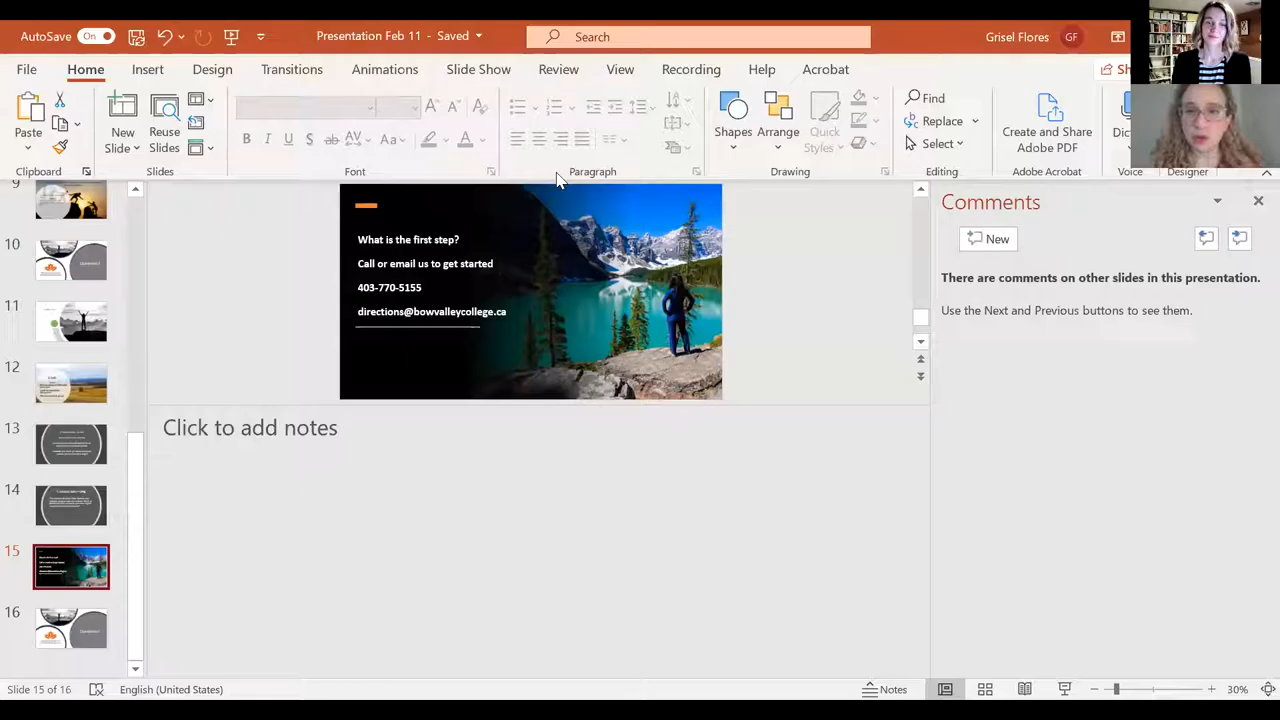 AutoSave On Presentation Feb 11 - Saved Search Grisel Flores GF
File Home Insert Design Transitions Animations Slide Show Review View Recording Help Acrobat Sh
Paste New Slide Reuse Slides Shapes Arrange Quick Styles Find Replace Select Create and Share Adobe PDF Dict
Clipboard Slides Font Paragraph Drawing Editing Adobe Acrobat Voice Designer
9
10
11
12
13
14
15
16
What is the first step?
Call or email us to get started
403-770-5155
directions@bowvalleycollege.ca
Click to add notes
Comments
New
There are comments on other slides in this presentation.
Use the Next and Previous buttons to see them.
Slide 15 of 16 English (United States) Notes 30%